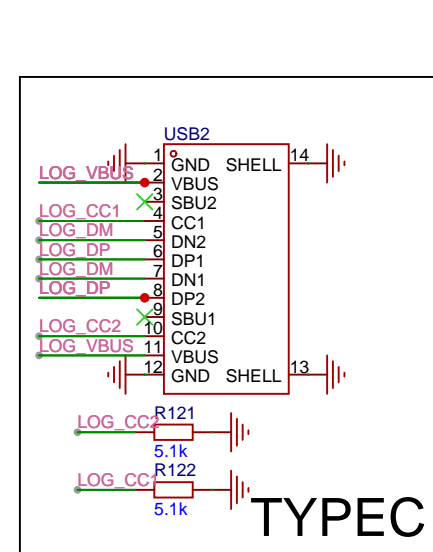 USB2
1 GND SHELL 14
LOG_VBUS 2 VBUS
3 SBU2
LOG_CC1 4 CC1
LOG_DM 5 DN2
LOG_DP 6 DP1
LOG_DM 7 DN1
LOG_DP 8 DP2
9 SBU1
LOG_CC2 10 CC2
LOG_VBUS 11 VBUS
12 GND SHELL 13
R121
LOG_CC2
5.1k
R122
LOG_CC1
5.1k
TYPEC